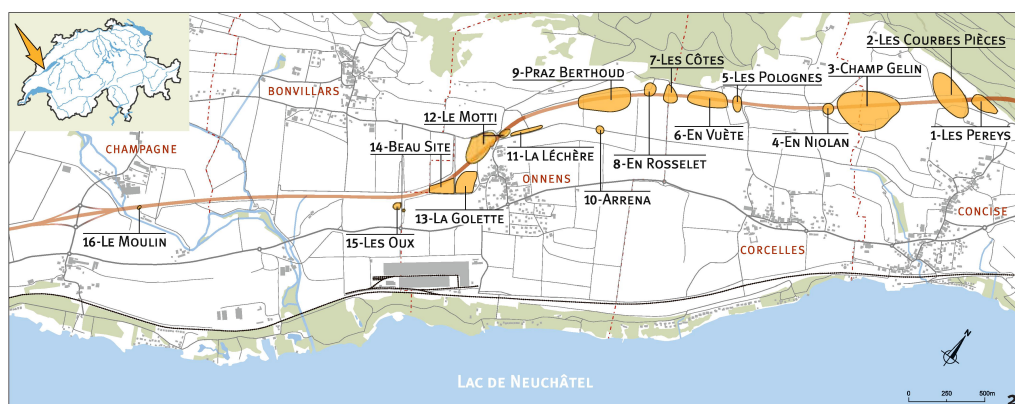 2-Les Courbes Pièces
7-Les Côtes
3-Champ Gelin
9-Praz Berthoud
5-Les Polognes
Bonvillars
12-Le Motti
6-En Vuète
4-En Niolan
1-Les Pereys
Champagne
14-Beau Site
11-La Léchère
8-En Rosselet
Onnens
10-Arrena
Concise
13-La Golette
16-Le Moulin
15-Les Oux
Corcelles
Lac de Neuchâtel
N
0 250 500m
2